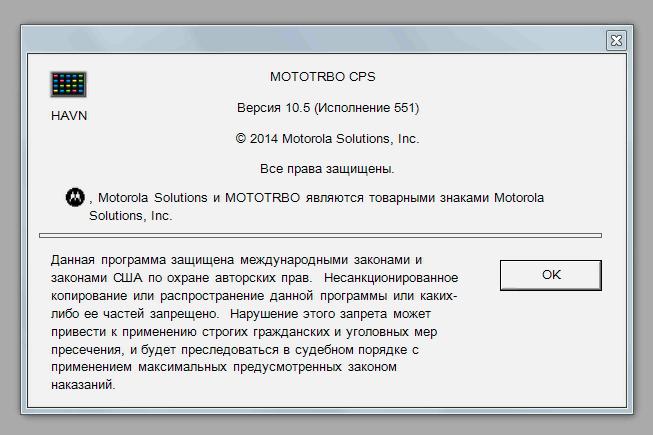 HAVN
MOTOTRBO CPS
Версия 10.5 (Исполнение 551)
© 2014 Motorola Solutions, Inc.
Все права защищены.
, Motorola Solutions и MOTOTRBO являются товарными знаками Motorola
Solutions, Inc.
Данная программа защищена международными законами и
законами США по охране авторских прав. Несанкционированное
копирование или распространение данной программы или каких-
либо ее частей запрещено. Нарушение этого запрета может
привести к применению строгих гражданских и уголовных мер
пресечения, и будет преследоваться в судебном порядке с
применением максимальных предусмотренных законом
наказаний.
OK